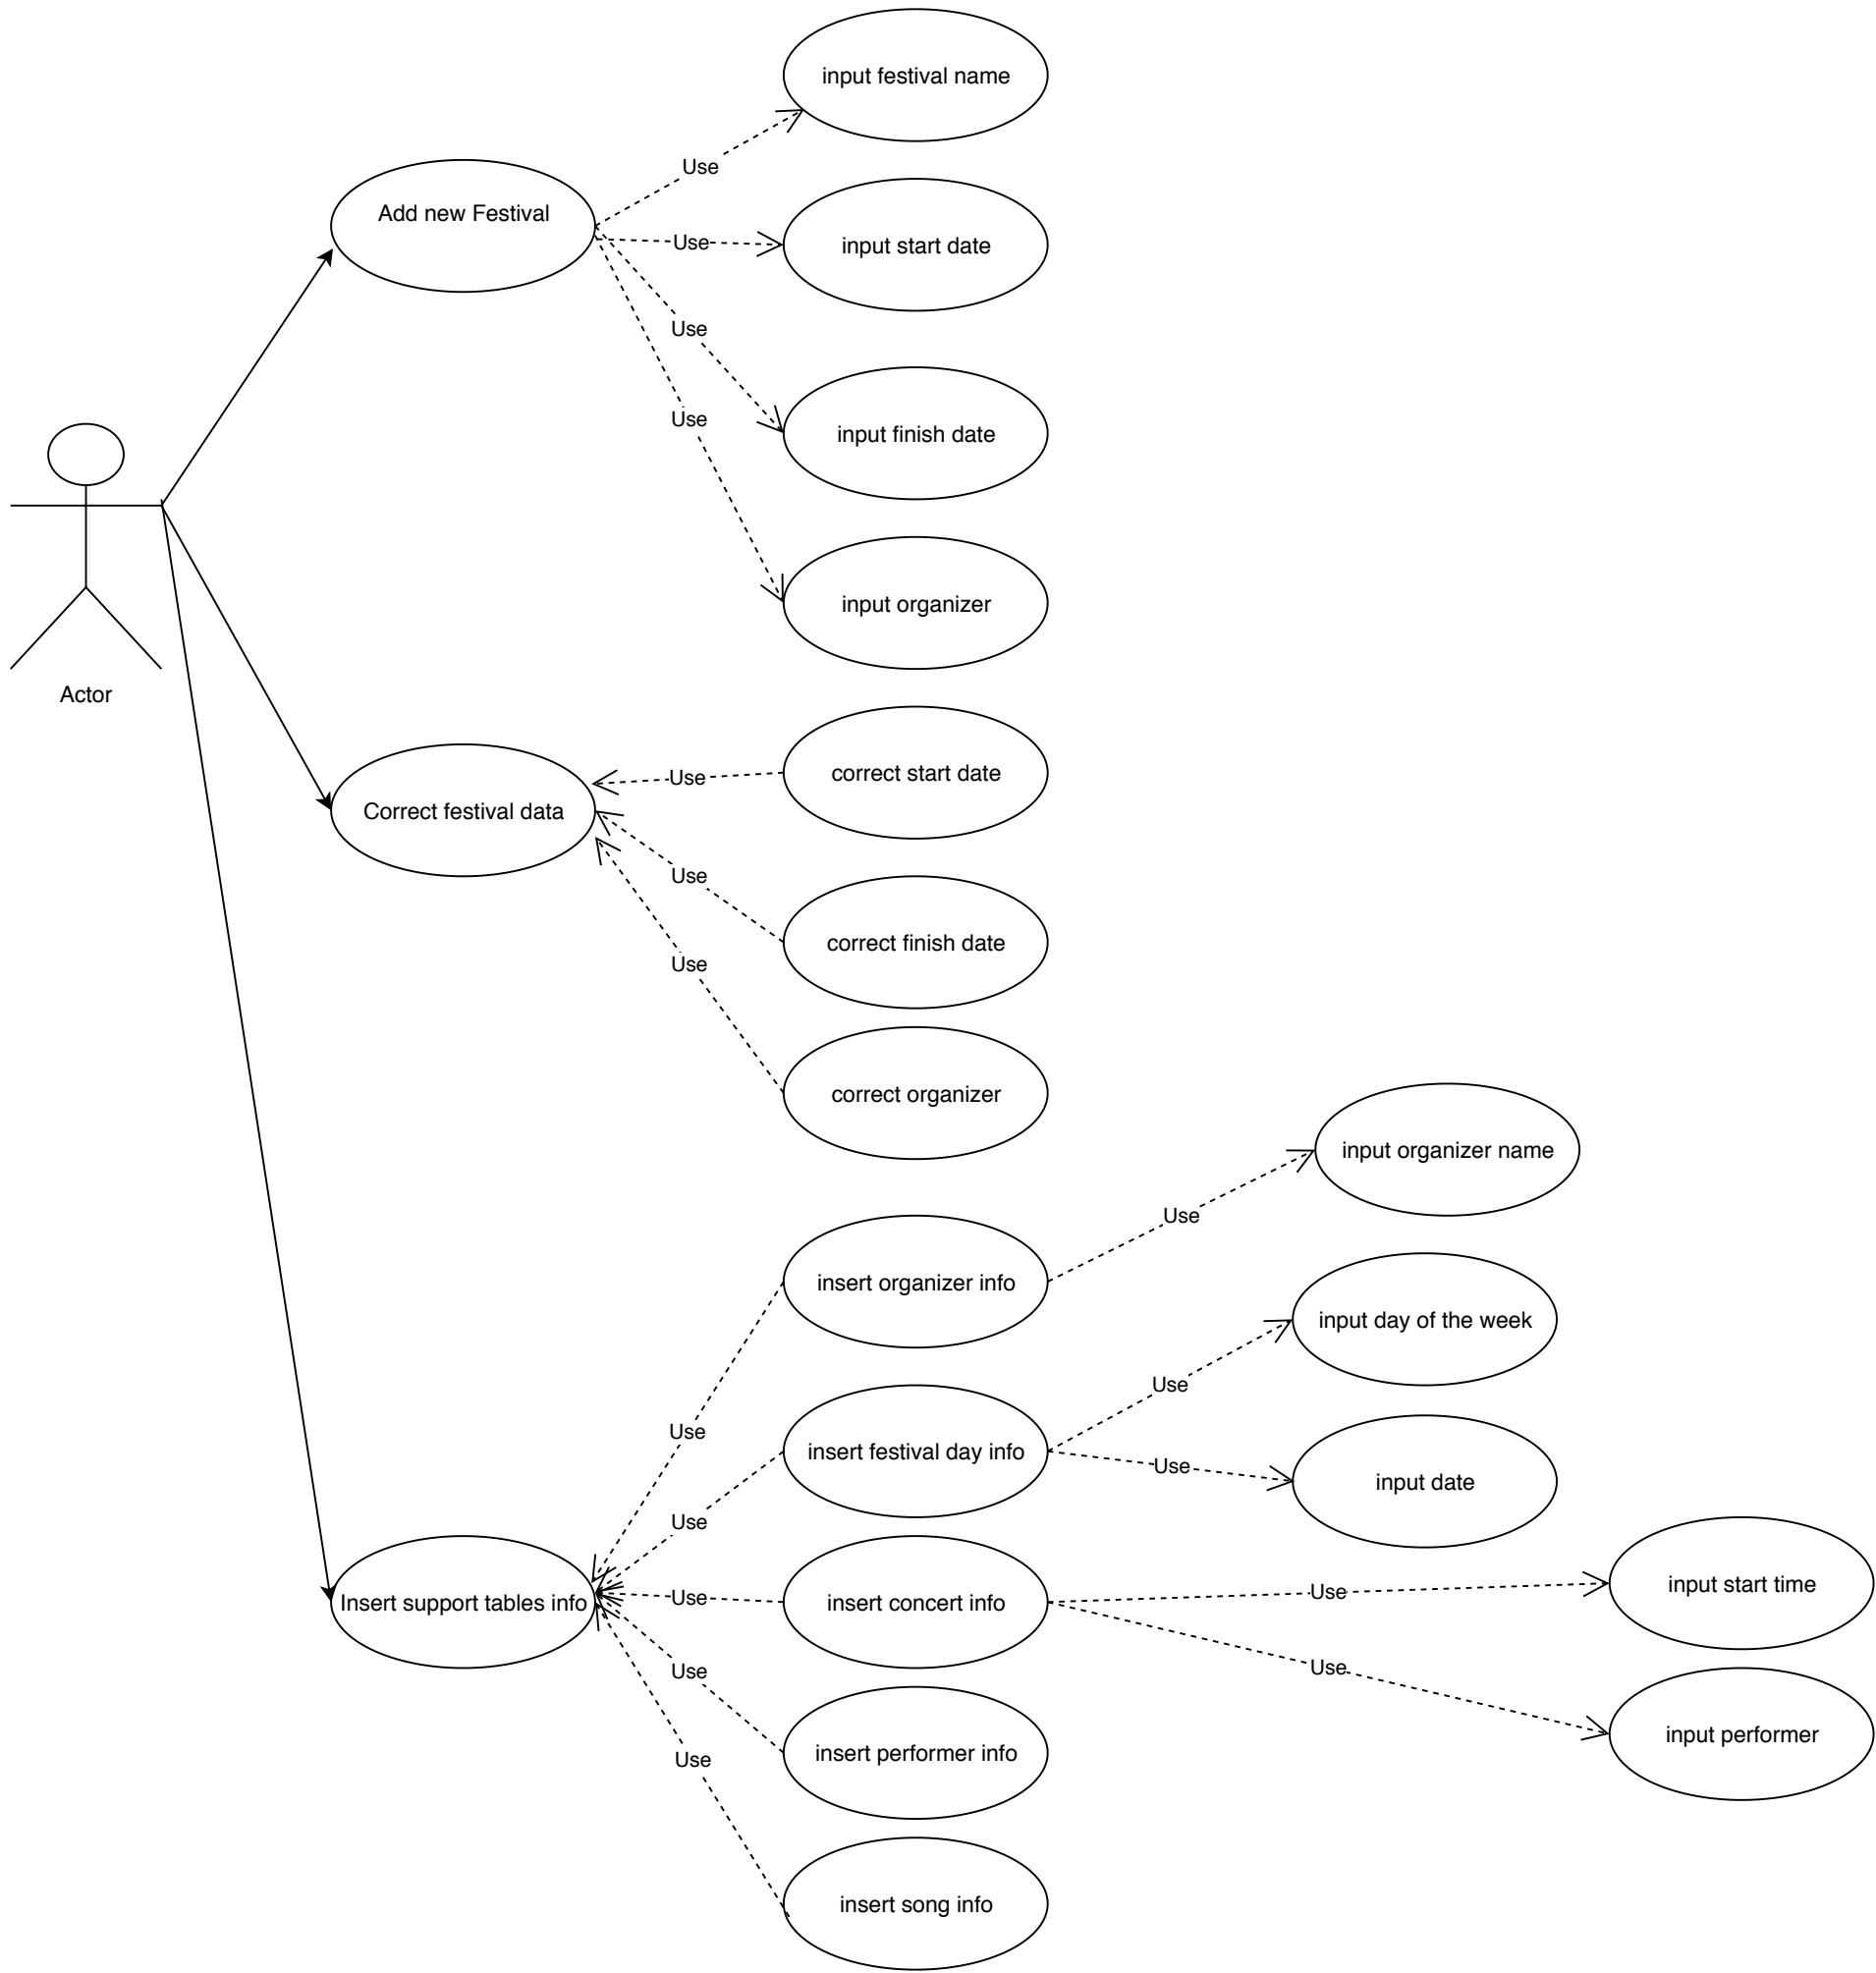 input festival name
Use
Add new Festival
Use
input start date
Use
Use
input finish date
input organizer
Actor
Use
correct start date
Correct festival data
Use
correct finish date
Use
correct organizer
input organizer name
Use
insert organizer info
input day of the week
Use
Use
insert festival day info
Use
input date
Use
Insert support tables info
Use
insert concert info
Use
input start time
Use
Use
input performer
insert performer info
Use
insert song info